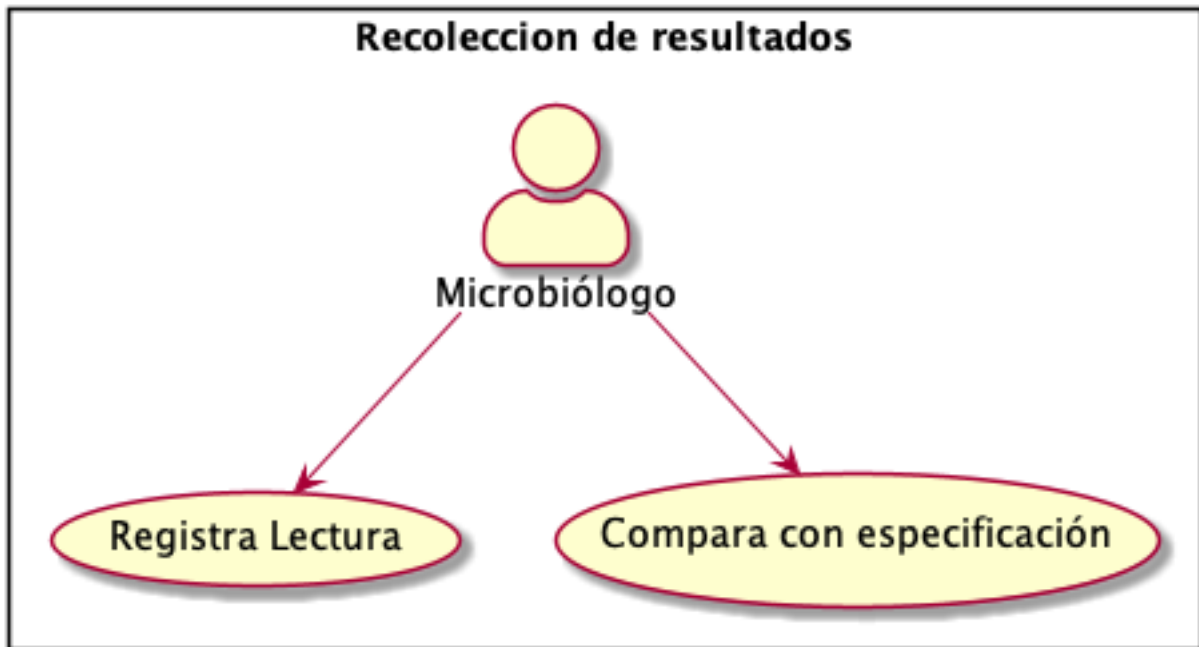 Recoleccion de resultados
Microbiólogo
Registra Lectura
Compara con especificación